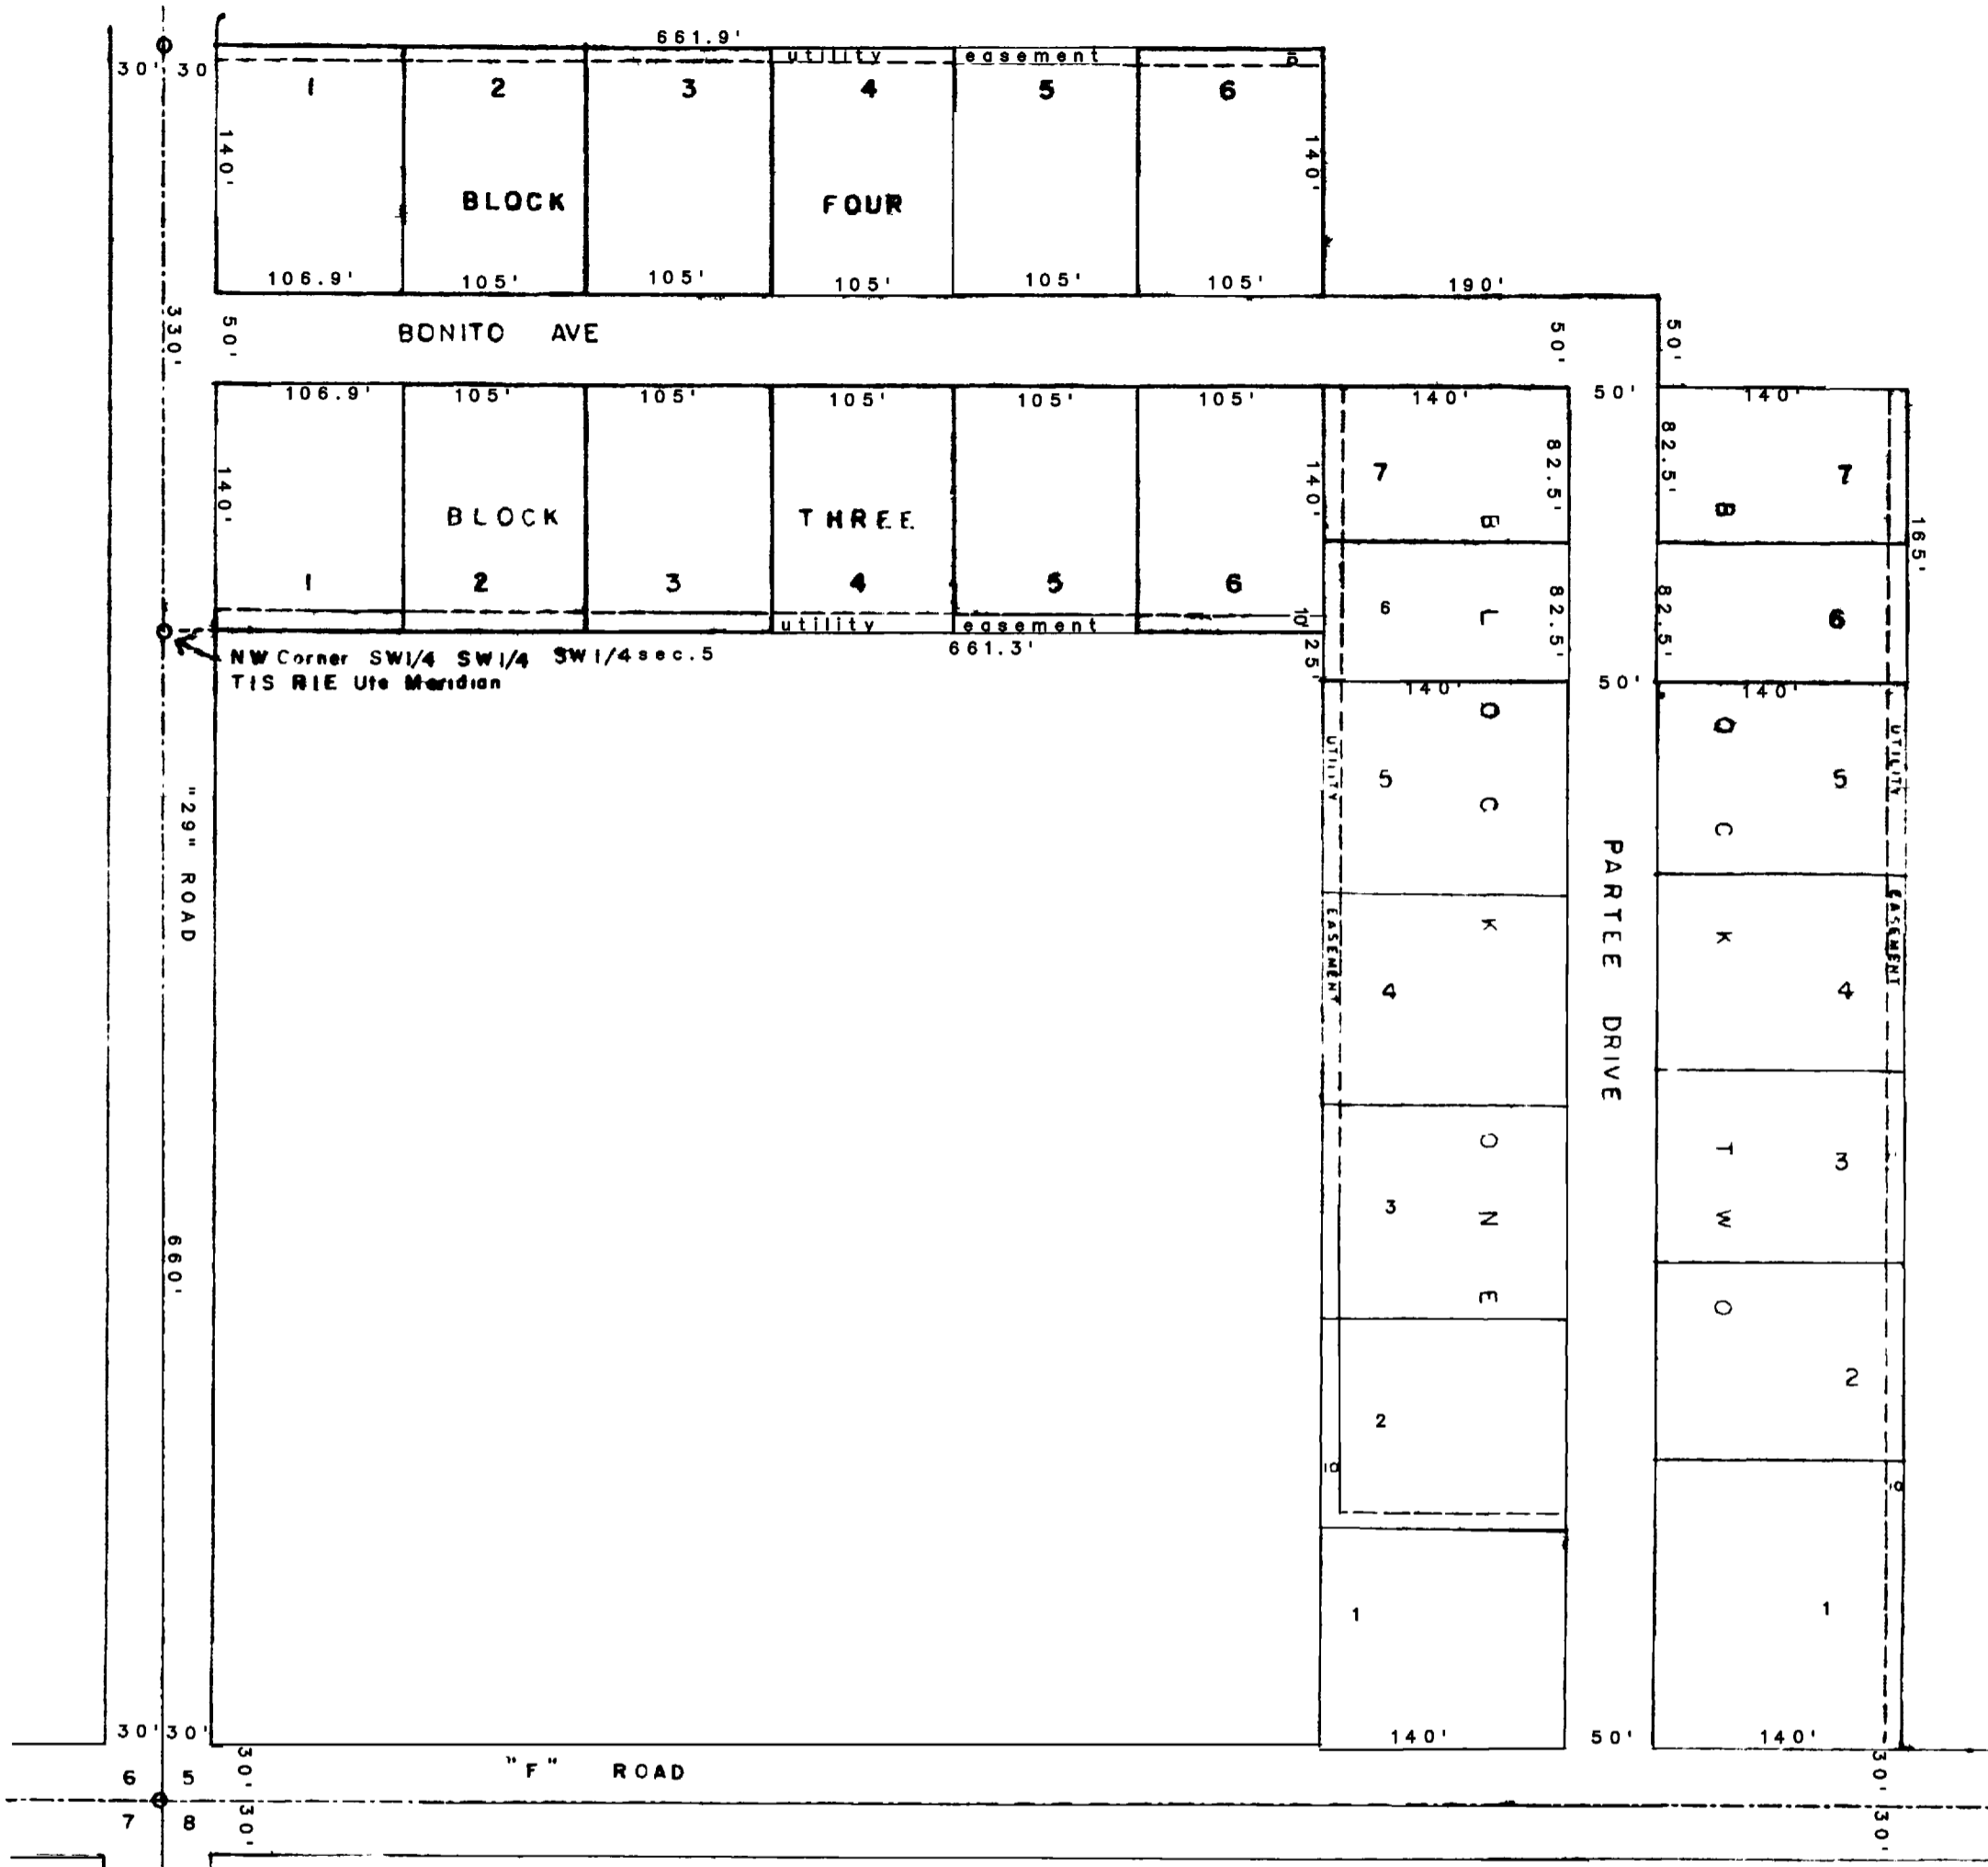 661.9'
30' 30
utility easement
1 2 3 4 5 6
140' 140'
BLOCK FOUR
106.9' 105' 105' 105' 105' 105' 190'
330' 50' BONITO AVE 50' 50'
106.9' 105' 105' 105' 105' 105' 140' 50' 140'
140' 140' 7 82.5' 82.5' 7
165'
BLOCK THREE
1 2 3 4 5 6 6 82.5' 82.5' 6
10'
utility easement
661.3' 25'
NW Corner SW1/4 SW1/4 SW1/4 sec.5
T1S R1E Ute Meridian
140' 50' 140'
"29" ROAD
660'
UTILITY EASEMENT
BLOCK ONE
5
4
3
2
10
1
PARTEE DRIVE
B O C K TWO
5
4
3
2
1
UTILITY EASEMENT
30' 30' 140' 50' 140'
30' "F" ROAD 30'
6 5
7 8 30' 30'